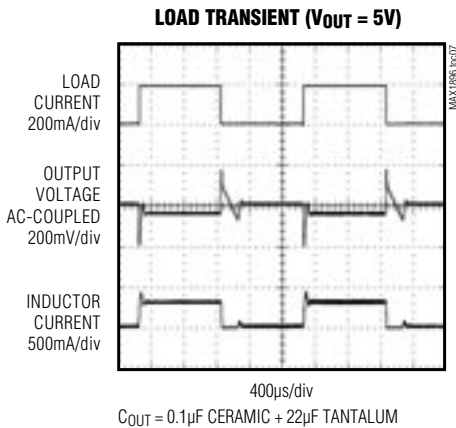 LOAD TRANSIENT (VOUT = 5V)
MAX1896 toc07
LOAD
CURRENT
200mA/div
OUTPUT
VOLTAGE
AC-COUPLED
200mV/div
INDUCTOR
CURRENT
500mA/div
400µs/div
COUT = 0.1µF CERAMIC + 22µF TANTALUM